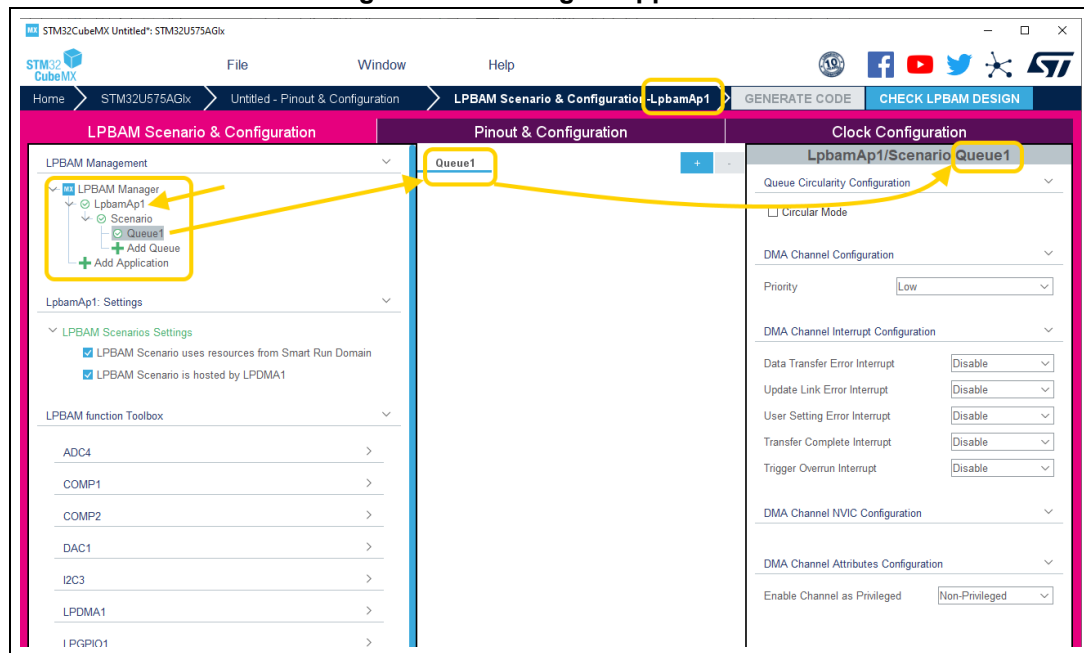 MX STM32CubeMX Untitled*: STM32U575AGIx
STM32 CubeMX
File Window Help
10
Home STM32U575AGIx Untitled - Pinout & Configuration LPBAM Scenario & Configuration-LpbamAp1 GENERATE CODE CHECK LPBAM DESIGN
LPBAM Scenario & Configuration Pinout & Configuration Clock Configuration
LPBAM Management
MX LPBAM Manager
LpbamAp1
Scenario
Queue1
Add Queue
Add Application
LpbamAp1: Settings
LPBAM Scenarios Settings
LPBAM Scenario uses resources from Smart Run Domain
LPBAM Scenario is hosted by LPDMA1
LPBAM function Toolbox
ADC4
COMP1
COMP2
DAC1
I2C3
LPDMA1
LPGPIO1
Queue1 + -
LpbamAp1/Scenario Queue1
Queue Circularity Configuration
Circular Mode
DMA Channel Configuration
Priority Low
DMA Channel Interrupt Configuration
Data Transfer Error Interrupt Disable
Update Link Error Interrupt Disable
User Setting Error Interrupt Disable
Transfer Complete Interrupt Disable
Trigger Overrun Interrupt Disable
DMA Channel NVIC Configuration
DMA Channel Attributes Configuration
Enable Channel as Privileged Non-Privileged